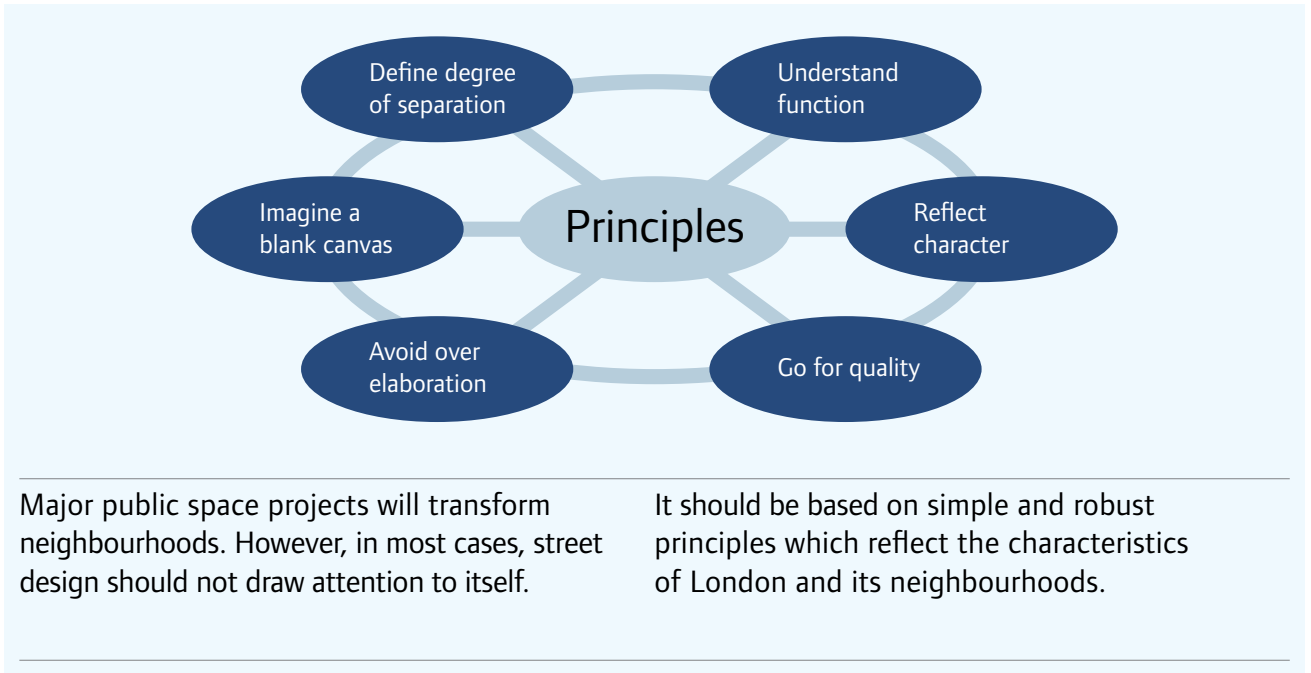 Define degree
of separation
Understand
function
Imagine a
blank canvas
Principles
Reflect
character
Avoid over
elaboration
Go for quality
Major public space projects will transform
neighbourhoods. However, in most cases, street
design should not draw attention to itself.
It should be based on simple and robust
principles which reflect the characteristics
of London and its neighbourhoods.